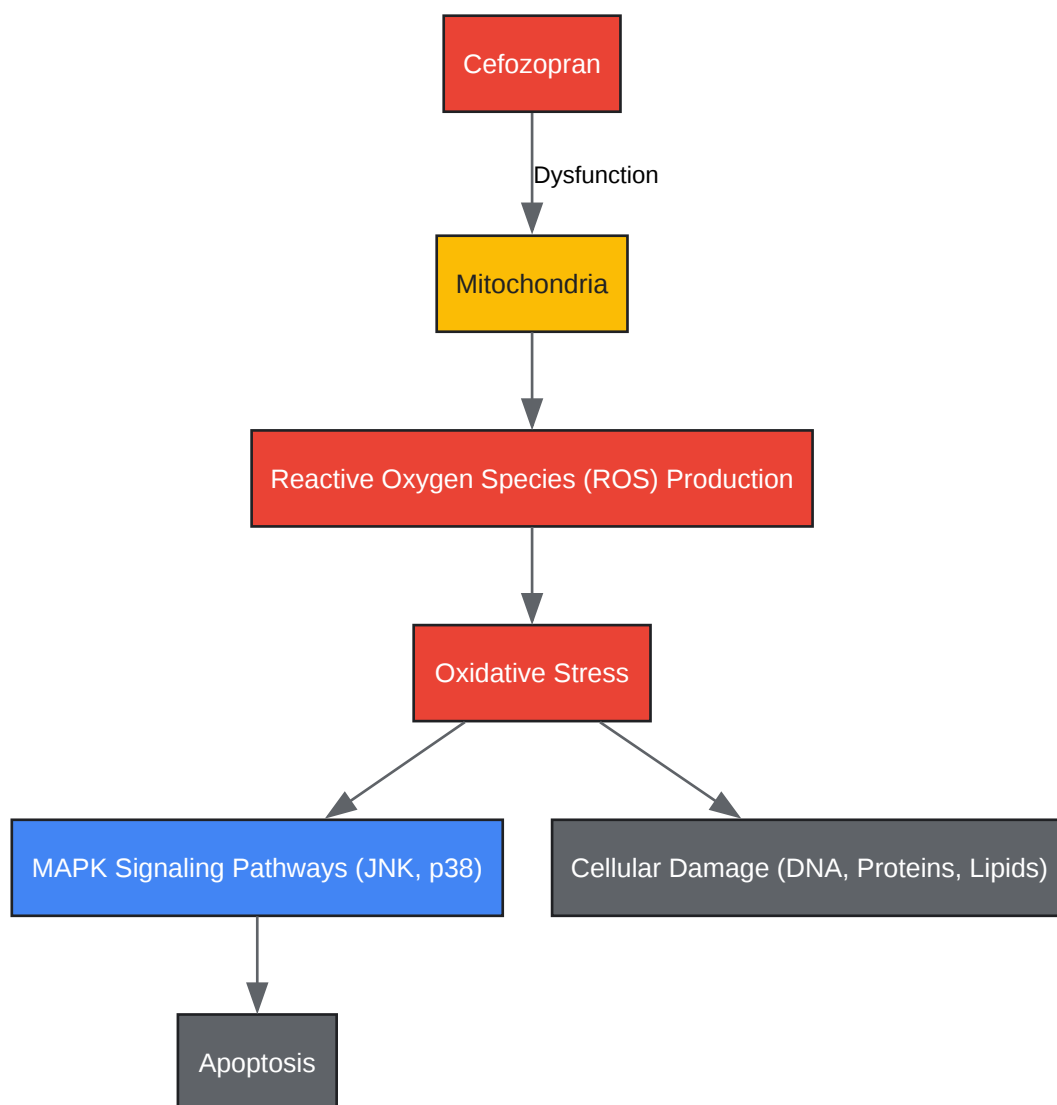 Cefozopran
Dysfunction
Mitochondria
Reactive Oxygen Species (ROS) Production
Oxidative Stress
MAPK Signaling Pathways (JNK, p38)
Cellular Damage (DNA, Proteins, Lipids)
Apoptosis